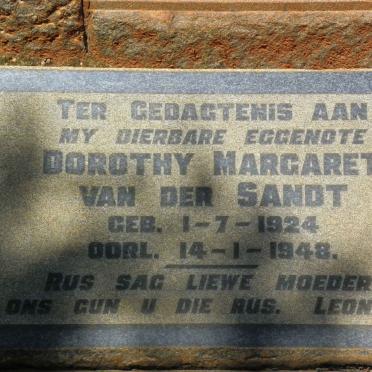 TER GEDAGTENIS AAN
MY DIERBARE EGGENOTE
DOROTHY MARGARET
VAN DER SANDT
GEB. 1-7-1924
OORL. 14-1-1948.
RUS SAG LIEWE MOEDER
ONS GUN U DIE RUS. LEON